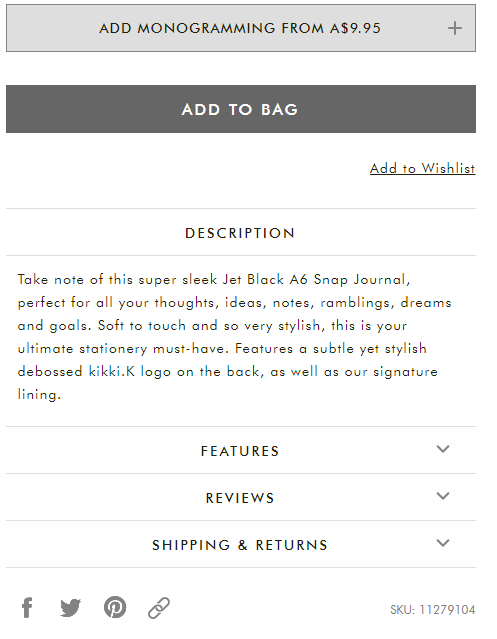 ADD MONOGRAMMING FROM A$9.95
ADD TO BAG
Add to Wishlist
DESCRIPTION
Take note of this super sleek Jet Black A6 Snap Journal,
perfect for all your thoughts, ideas, notes, ramblings, dreams
and goals. Soft to touch and so very stylish, this is your
ultimate stationery must-have. Features a subtle yet stylish
debossed kikki.K logo on the back, as well as our signature
lining.
FEATURES
REVIEWS
SHIPPING & RETURNS
SKU: 11279104